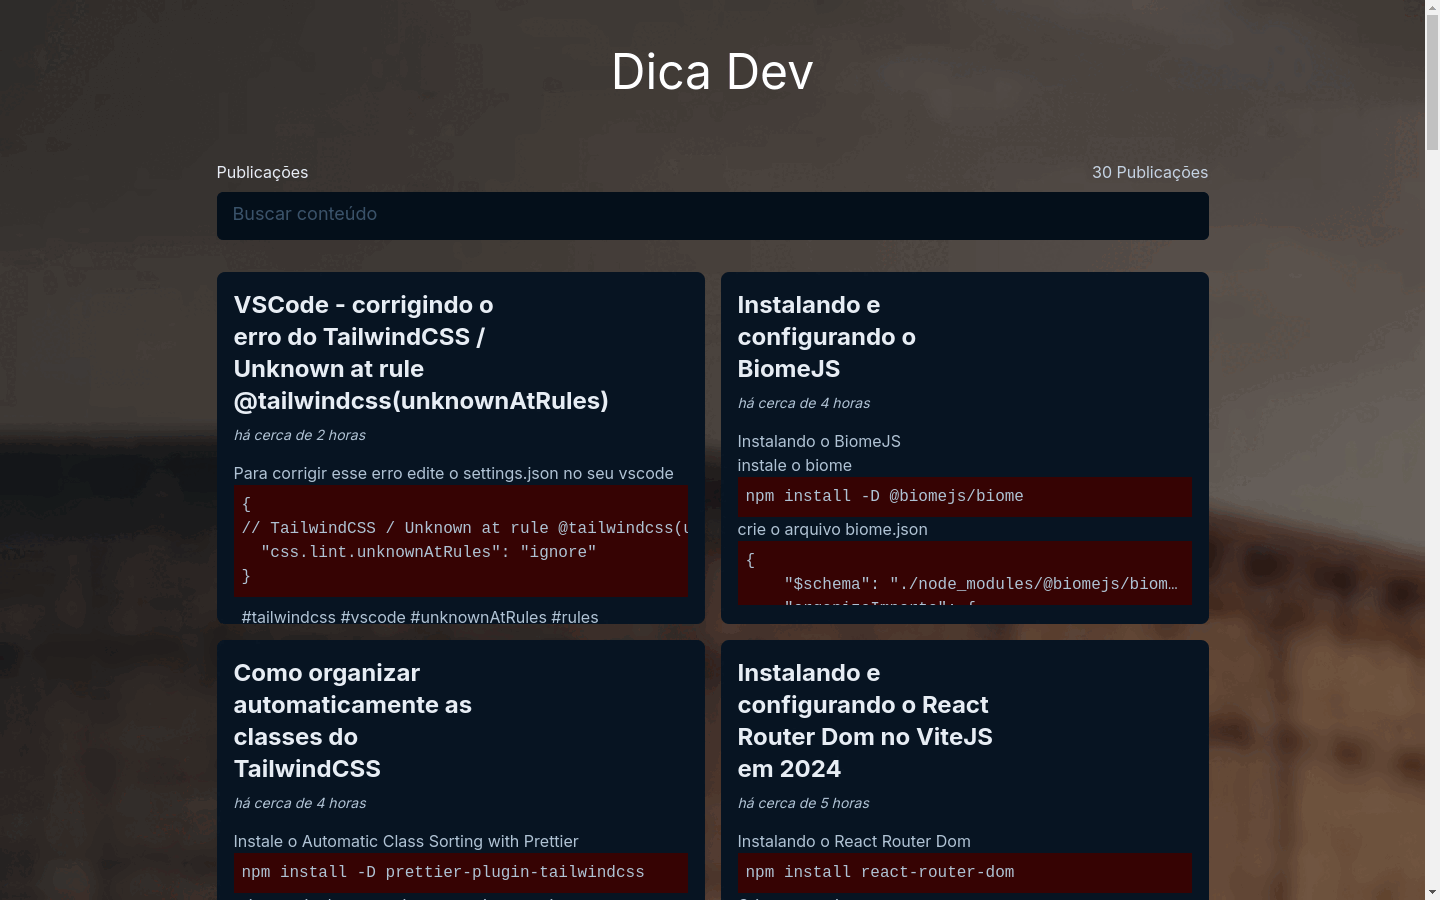 Dica Dev
Publicações
30 Publicações
Buscar conteúdo
VSCode - corrigindo o
erro do TailwindCSS /
Unknown at rule
@tailwindcss(unknownAtRules)
há cerca de 2 horas
Para corrigir esse erro edite o settings.json no seu vscode
{
// TailwindCSS / Unknown at rule @tailwindcss(u
"css.lint.unknownAtRules": "ignore"
}
#tailwindcss #vscode #unknownAtRules #rules
Instalando e
configurando o
BiomeJS
há cerca de 4 horas
Instalando o BiomeJS
instale o biome
npm install -D @biomejs/biome
crie o arquivo biome.json
{
"$schema": "./node_modules/@biomejs/biom…
"organizeImports": {
Como organizar
automaticamente as
classes do
TailwindCSS
há cerca de 4 horas
Instale o Automatic Class Sorting with Prettier
npm install -D prettier-plugin-tailwindcss
Instalando e
configurando o React
Router Dom no ViteJS
em 2024
há cerca de 5 horas
Instalando o React Router Dom
npm install react-router-dom